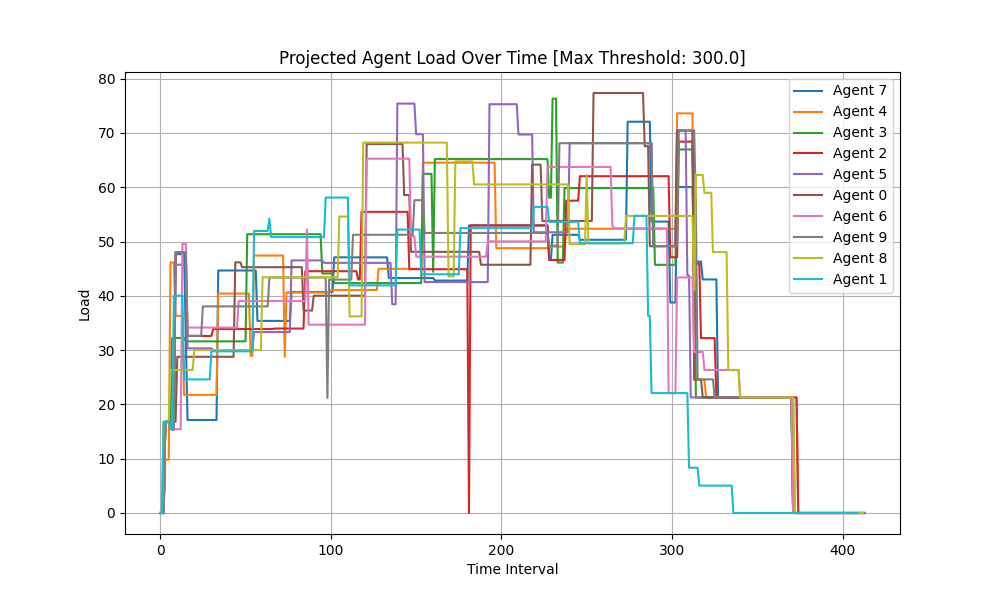 Projected Agent Load Over Time [Max Threshold: 300.0]
Load
80
70
60
50
40
30
20
10
0
0
100
200
300
400
Time Interval
Agent 7
Agent 4
Agent 3
Agent 2
Agent 5
Agent 0
Agent 6
Agent 9
Agent 8
Agent 1